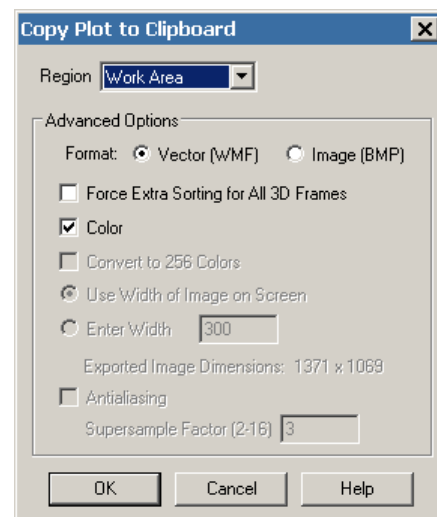 Copy Plot to Clipboard
Region Work Area
Advanced Options
Format: Vector (WMF) Image (BMP)
Force Extra Sorting for All 3D Frames
Color
Convert to 256 Colors
Use Width of Image on Screen
Enter Width 300
Exported Image Dimensions: 1371 x 1069
Antialiasing
Supersample Factor (2-16) 3
OK Cancel Help